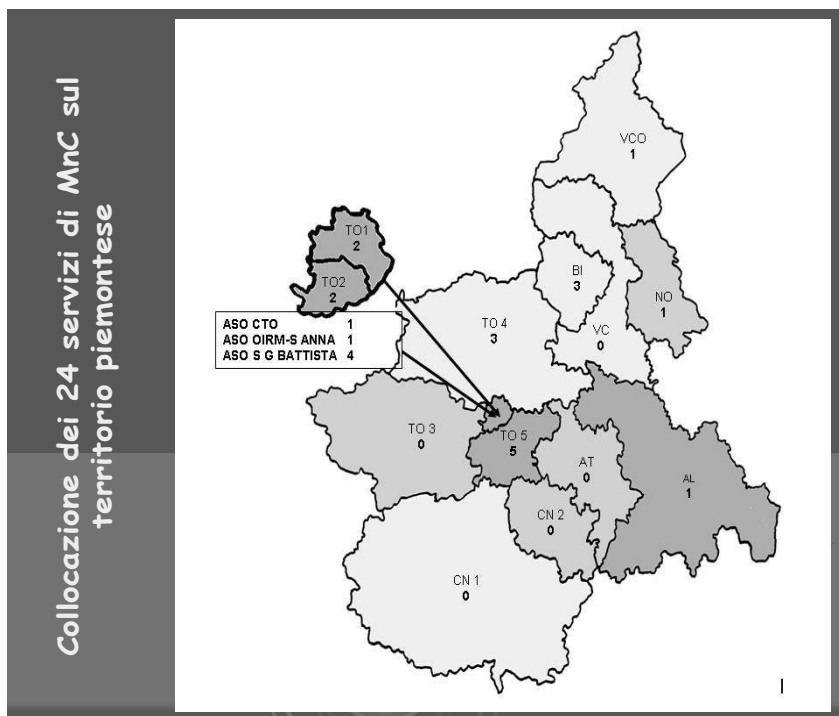 Collocazione dei 24 servizi di MnC sul
territorio piemontese
VCO
1
TO1
2
TO2
2
BI
3
NO
1
TO 4
3
VC
0
ASO CTO 1
ASO OIRM-S ANNA 1
ASO S G BATTISTA 4
TO 3
0
TO 5
5
AT
0
AL
1
CN 2
0
CN 1
0